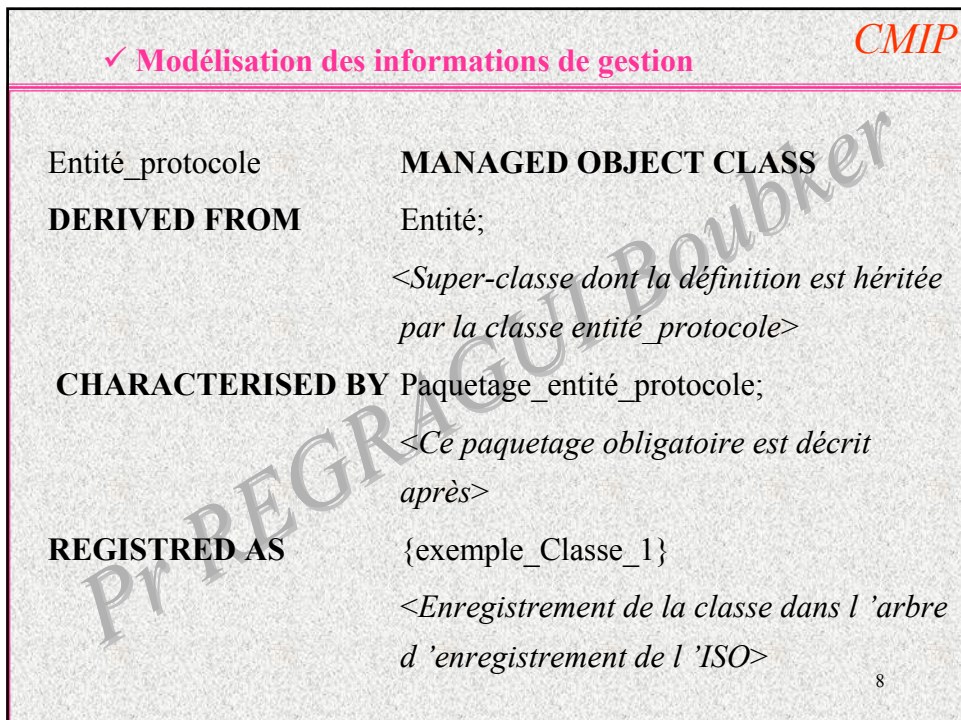 CMIP
✓ Modélisation des informations de gestion
Entité_protocole MANAGED OBJECT CLASS
DERIVED FROM Entité;
<Super-classe dont la définition est héritée
par la classe entité_protocole>
CHARACTERISED BY Paquetage_entité_protocole;
<Ce paquetage obligatoire est décrit
après>
REGISTRED AS {exemple_Classe_1}
<Enregistrement de la classe dans l ’arbre
d ’enregistrement de l ’ISO>
8
Pr REGRAGUI Boubker